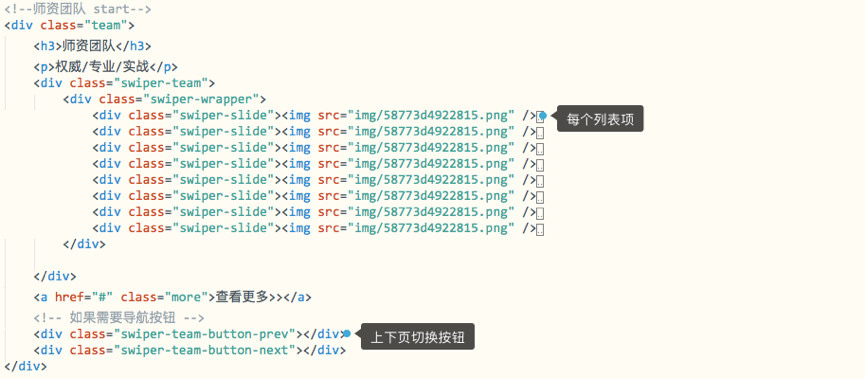 <!--师资团队 start-->
<div class="team">
<h3>师资团队</h3>
<p>权威/专业/实战</p>
<div class="swiper-team">
<div class="swiper-wrapper">
<div class="swiper-slide"><img src="img/58773d4922815.png" /> 每个列表项
<div class="swiper-slide"><img src="img/58773d4922815.png" />
<div class="swiper-slide"><img src="img/58773d4922815.png" />
<div class="swiper-slide"><img src="img/58773d4922815.png" />
<div class="swiper-slide"><img src="img/58773d4922815.png" />
<div class="swiper-slide"><img src="img/58773d4922815.png" />
<div class="swiper-slide"><img src="img/58773d4922815.png" />
<div class="swiper-slide"><img src="img/58773d4922815.png" />
</div>
</div>
<a href="#" class="more">查看更多>></a>
<!-- 如果需要导航按钮 -->
<div class="swiper-team-button-prev"></div> 上下页切换按钮
<div class="swiper-team-button-next"></div>
</div>